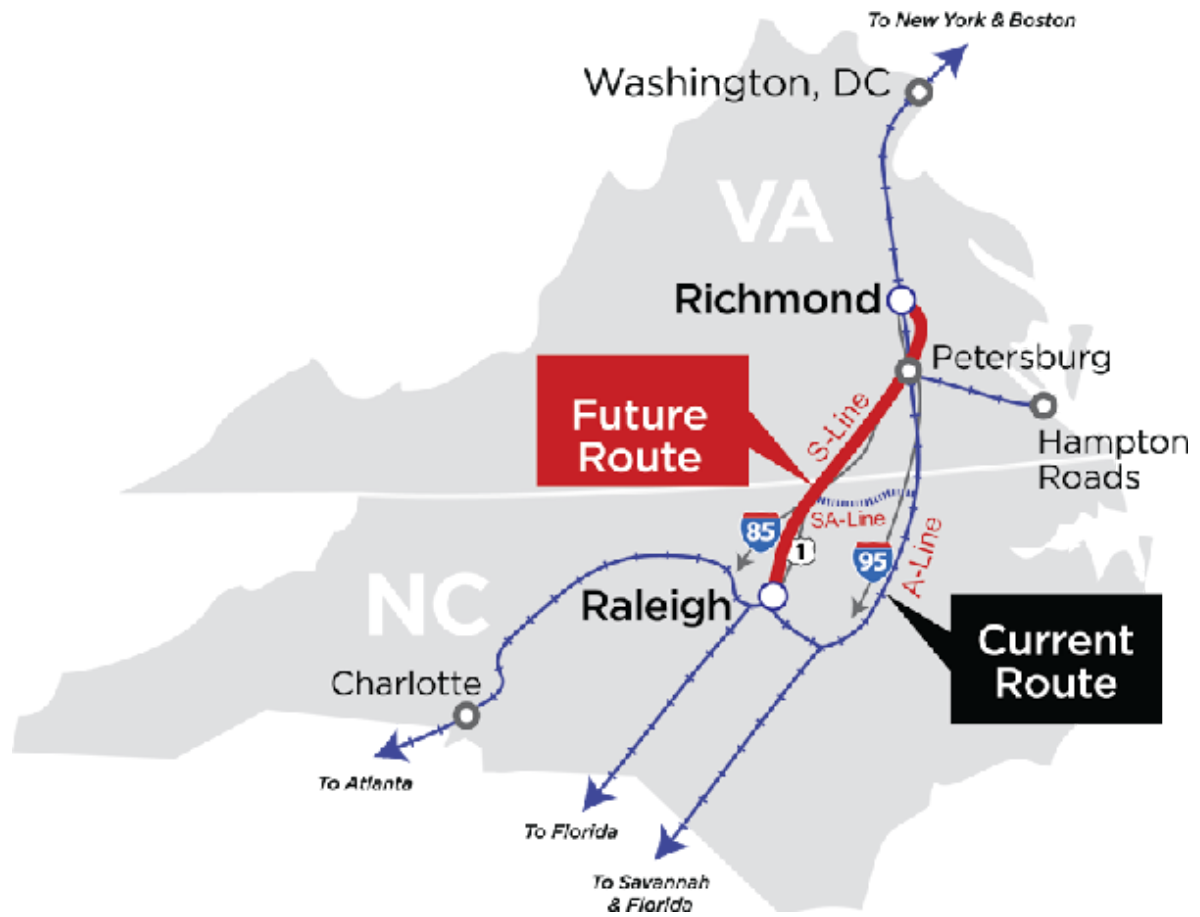 To New York & Boston
Washington, DC
VA
Richmond
Petersburg
Future
Route
S-Line
Hampton
Roads
SA-Line
85
1
95
A-Line
NC
Raleigh
Current
Route
Charlotte
To Atlanta
To Florida
To Savannah
& Florida